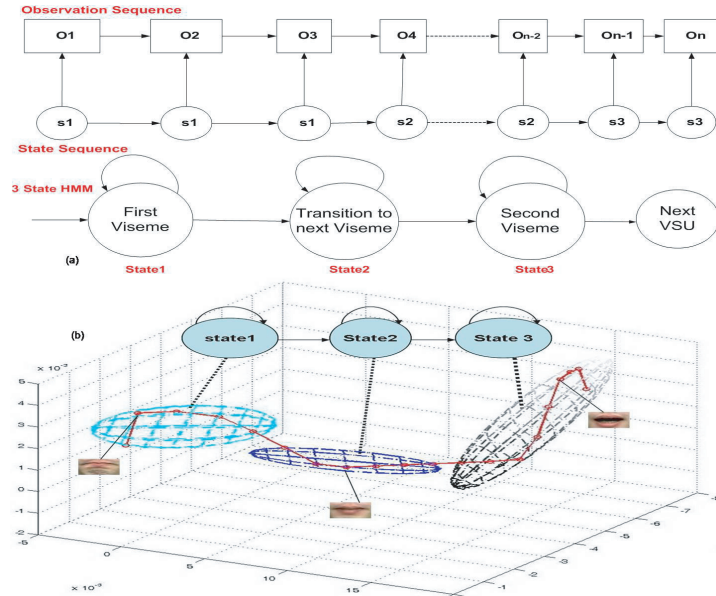 Observation Sequence
O1 O2 O3 O4 On-2 On-1 On
s1 s1 s1 s2 s2 s3 s3
State Sequence
3 State HMM
First
Viseme
Transition to
next Viseme
Second
Viseme
Next
VSU
(a)
State1 State2 State3
(b)
state1 State2 State 3
x 10⁻³
5
4
3
2
1
0
-1
-2
-5
0
5
10
15
x 10⁻³
-1
-2
-3
-4
-5
-6
-7